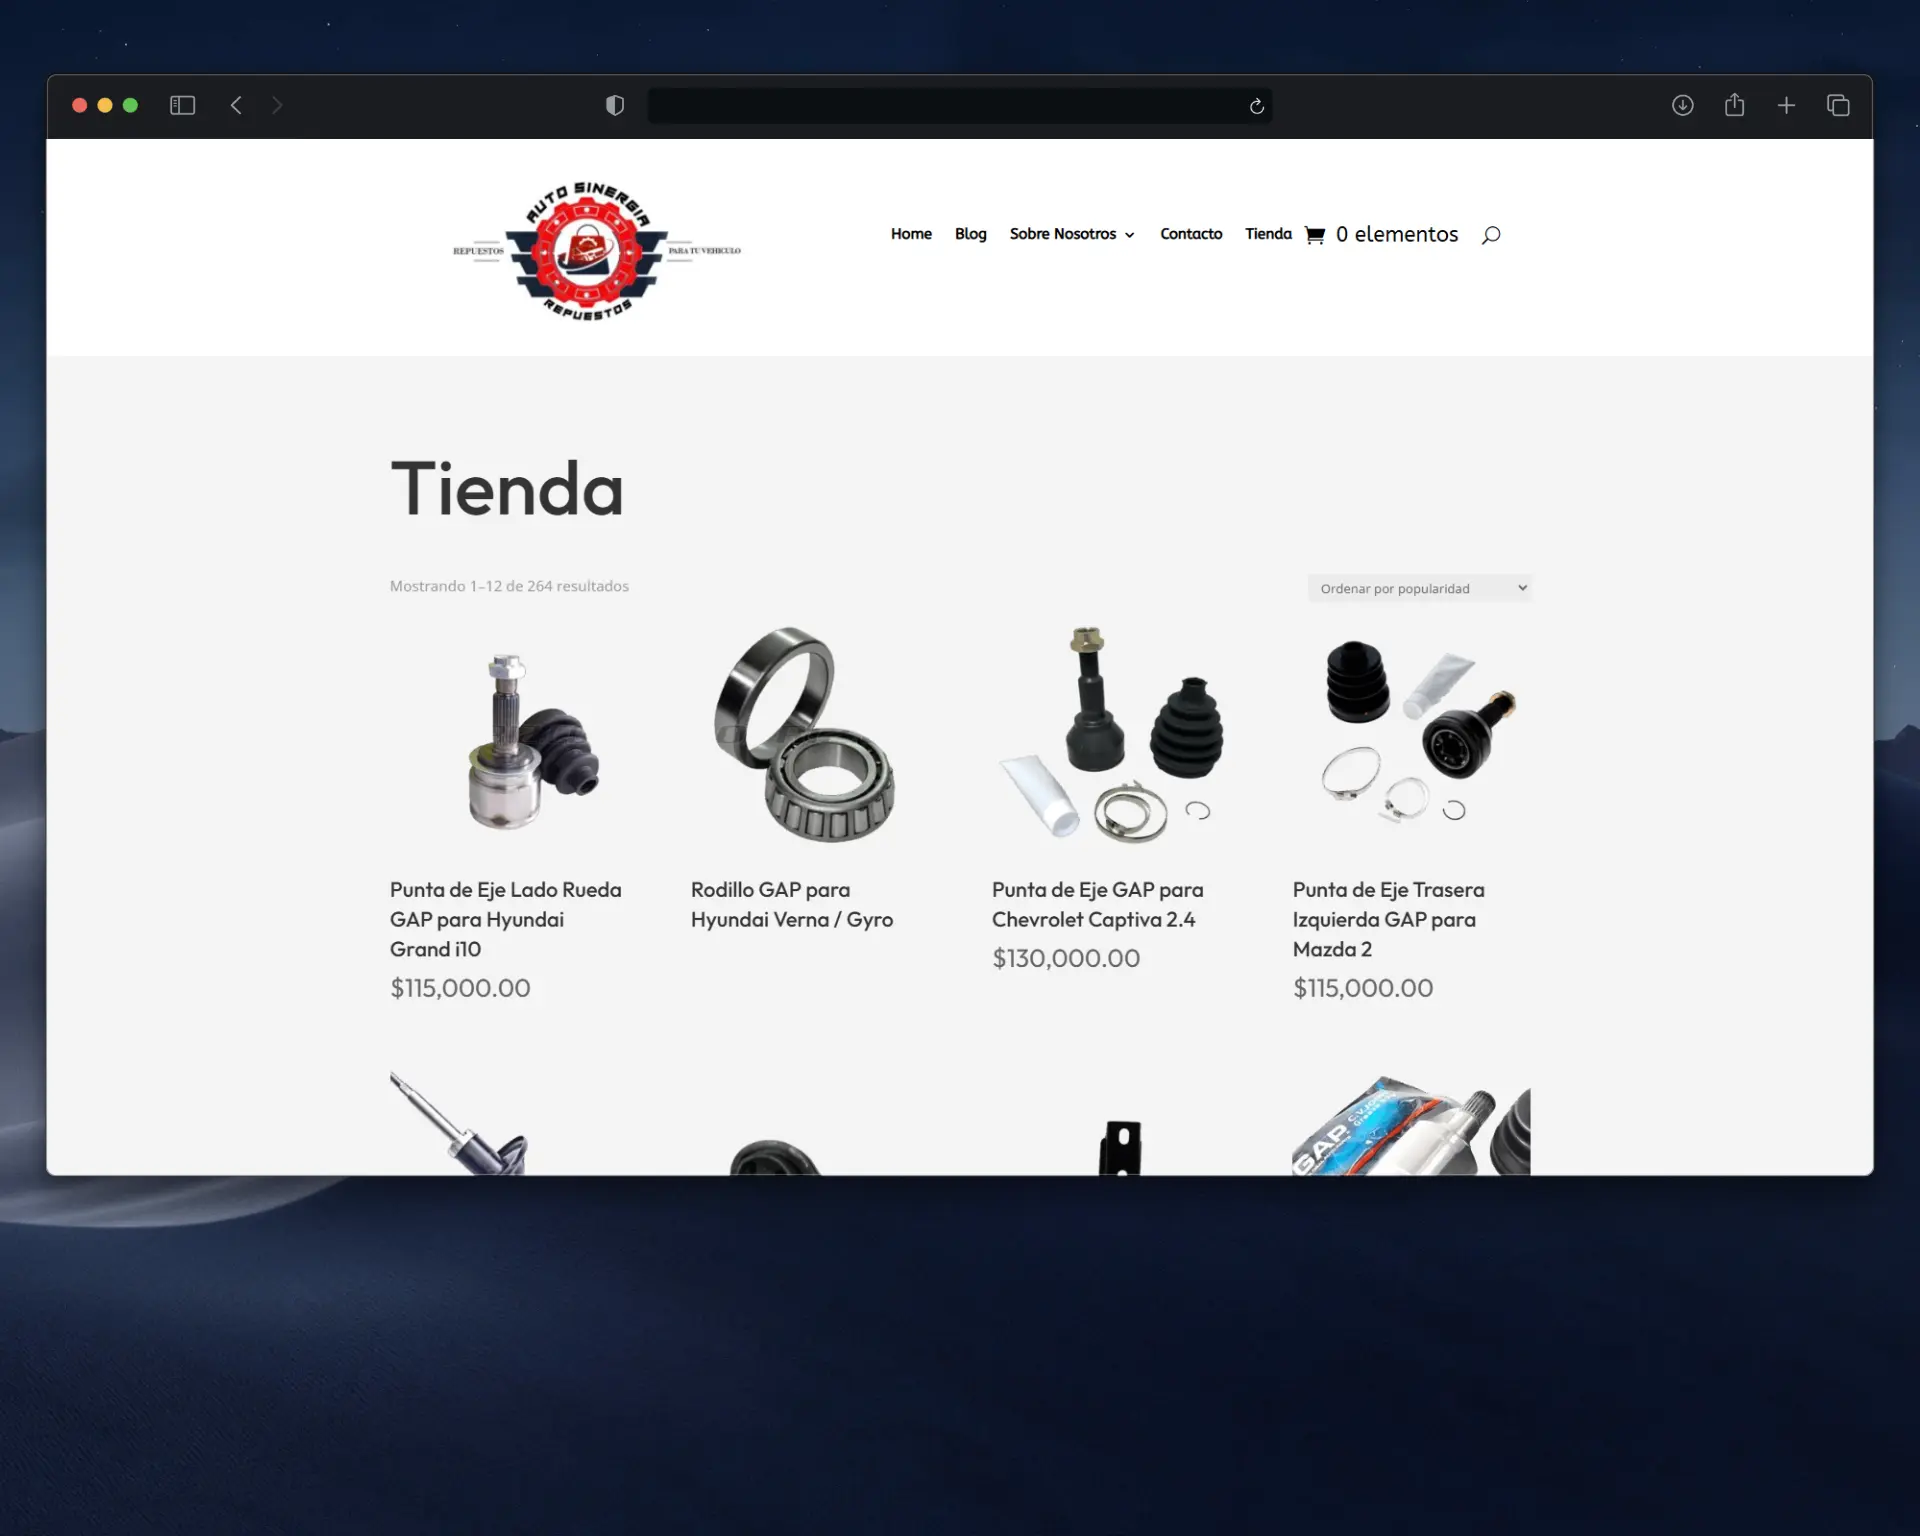 AUTO SINERGIA
REPUESTOS
PARA TU VEHICULO
REPUESTOS
Home
Blog
Sobre Nosotros
Contacto
Tienda
0 elementos
Tienda
Mostrando 1–12 de 264 resultados
Ordenar por popularidad
Punta de Eje Lado Rueda
GAP para Hyundai
Grand i10
$115,000.00
Rodillo GAP para
Hyundai Verna / Gyro
Punta de Eje GAP para
Chevrolet Captiva 2.4
$130,000.00
Punta de Eje Trasera
Izquierda GAP para
Mazda 2
$115,000.00
GAP